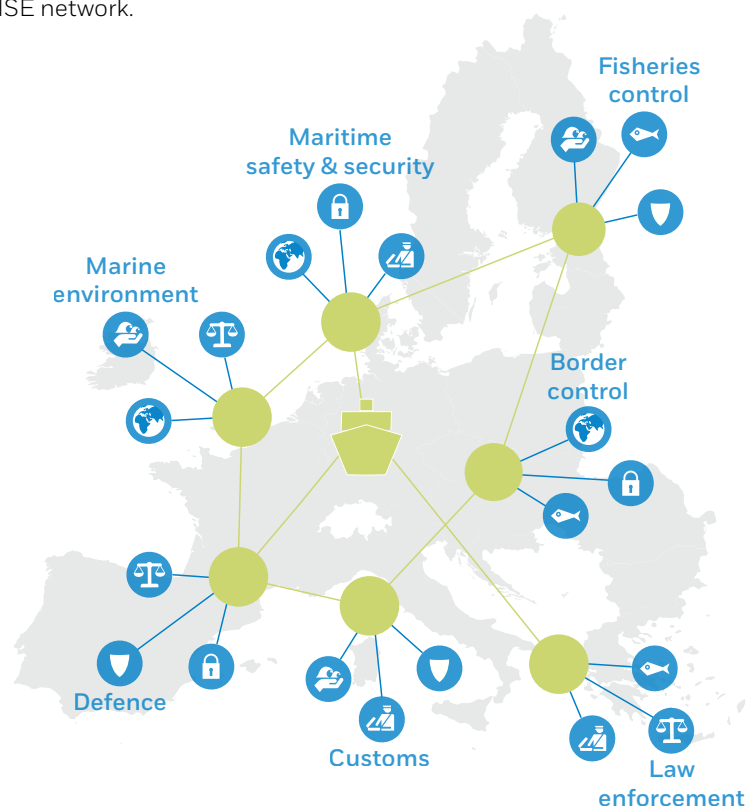 ISE network.
Fisheries
control
Maritime
safety & security
Marine
environment
Border
control
Defence
Customs
Law
enforcement